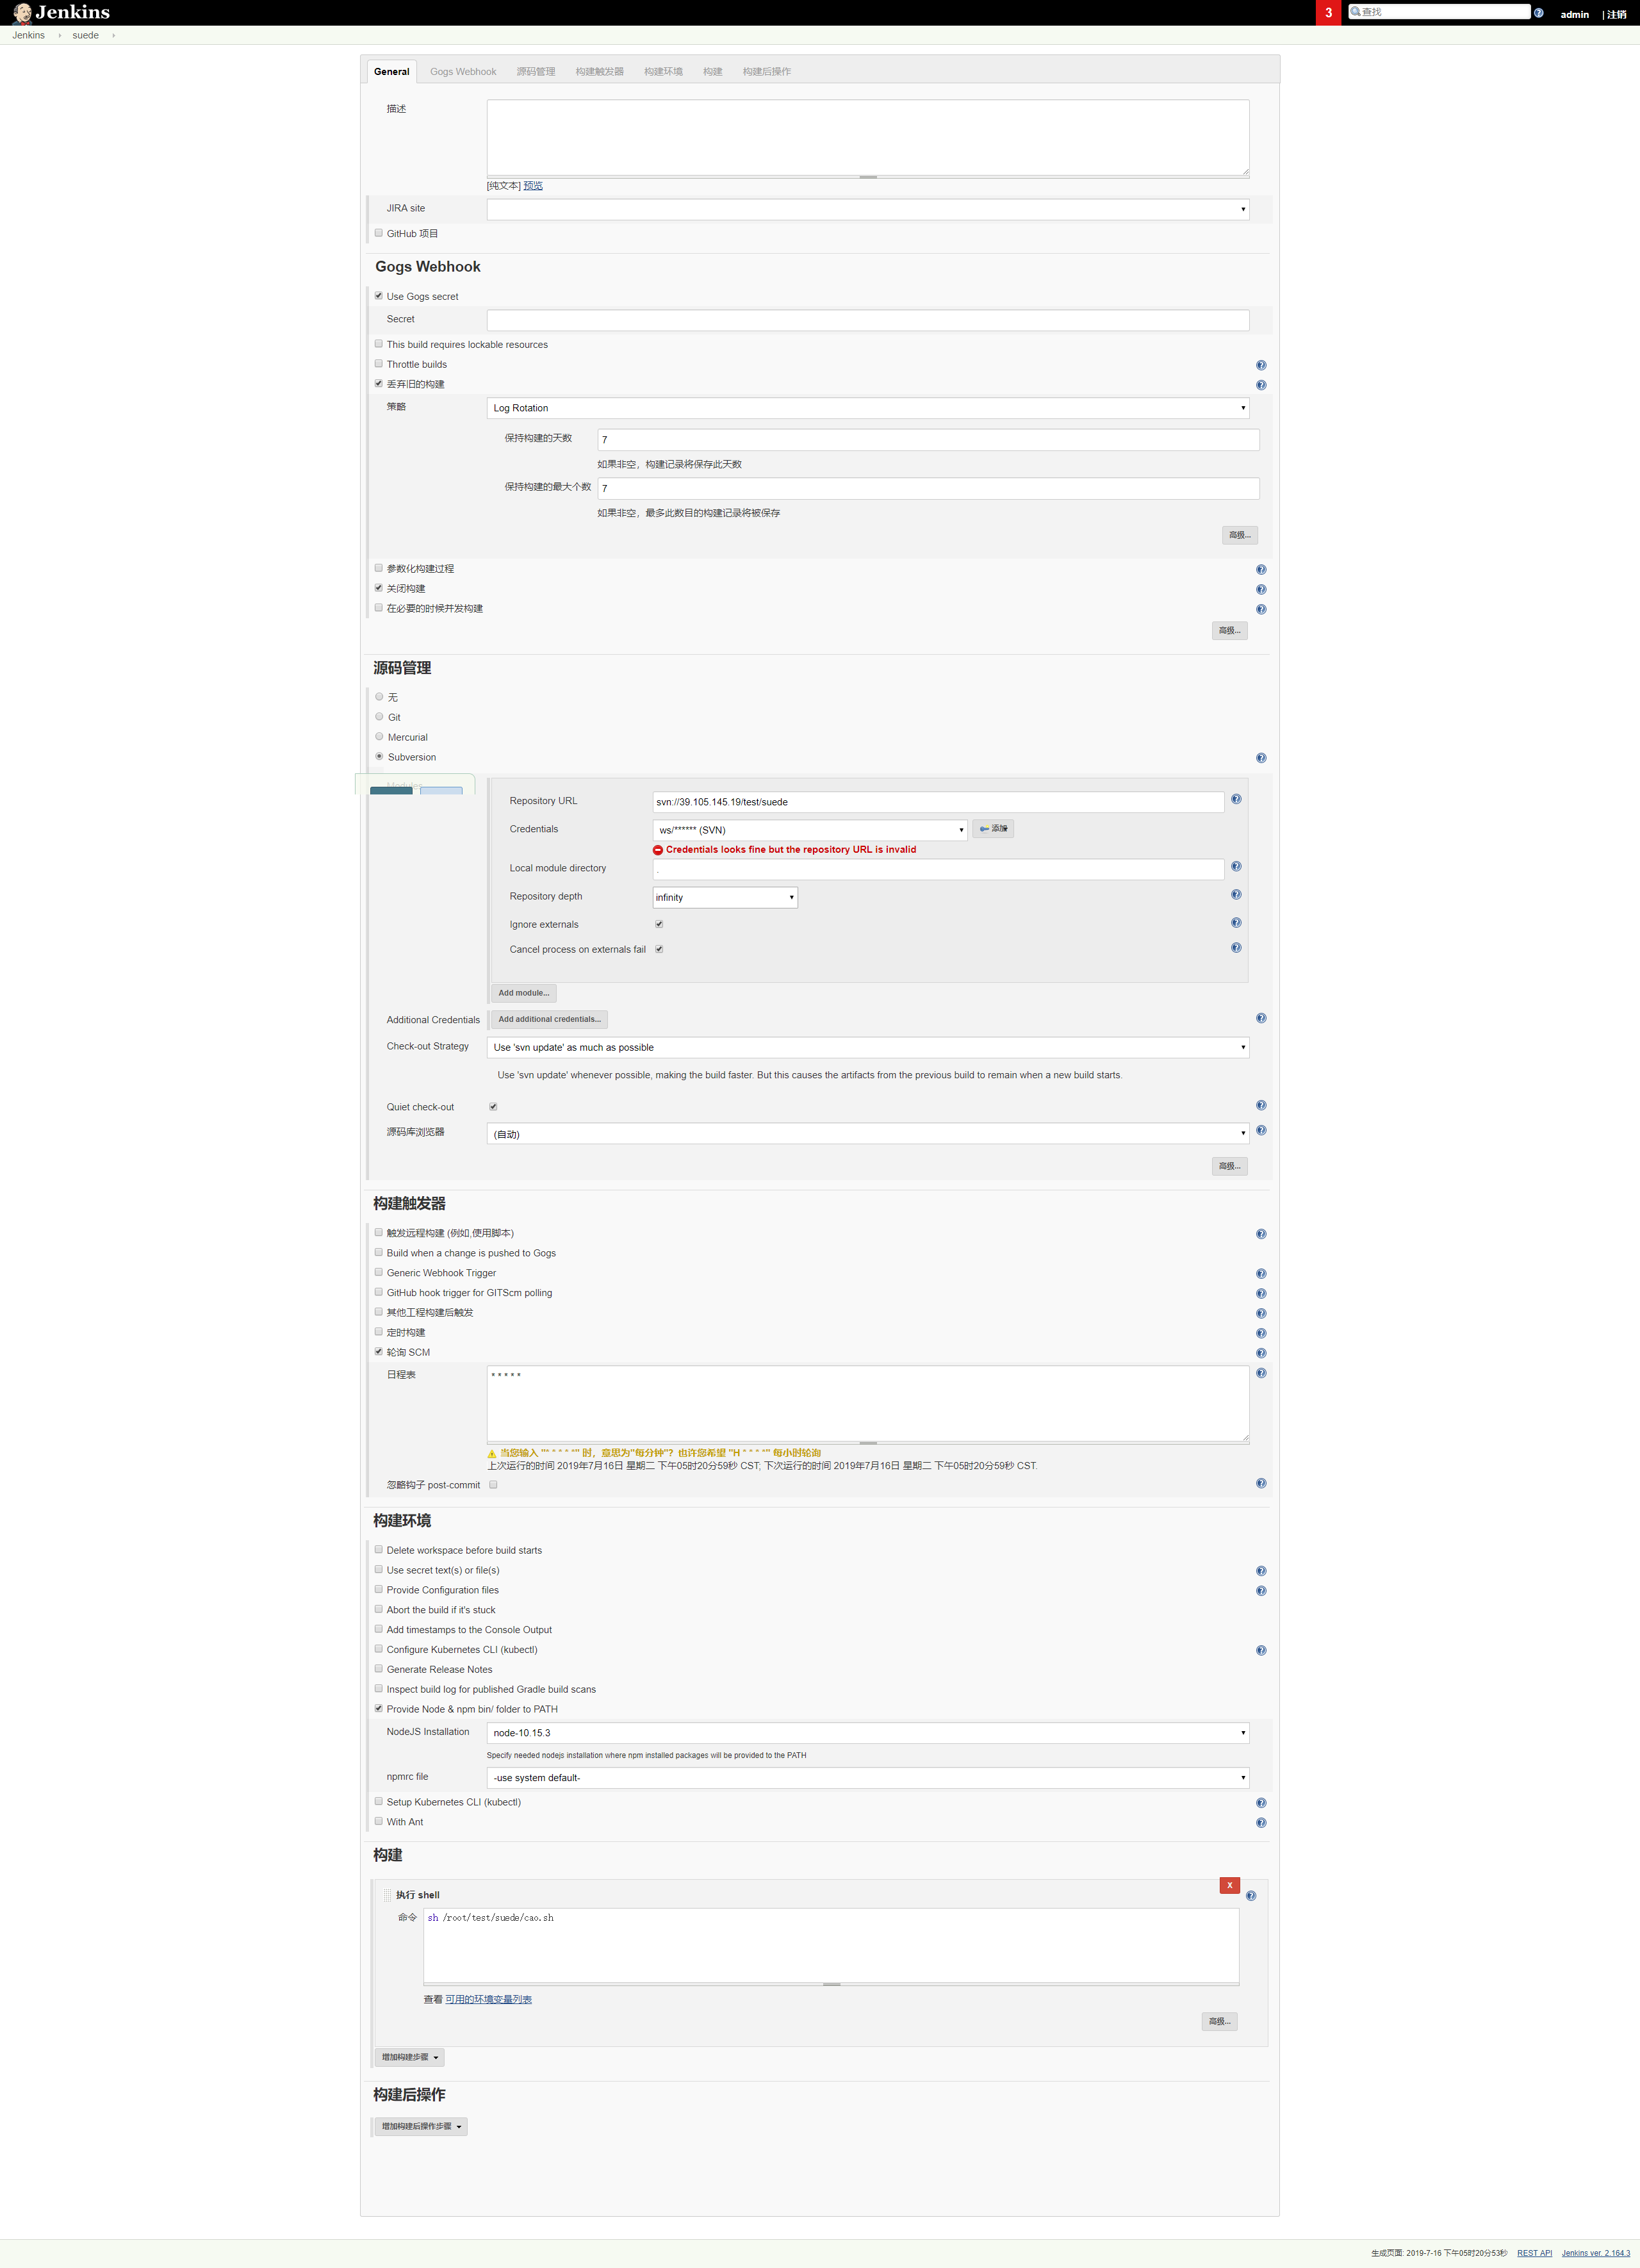 Jenkins
3
查找
admin
| 注销
Jenkins
suede
General
Gogs Webhook
源码管理
构建触发器
构建环境
构建
构建后操作
描述
[纯文本] 预览
JIRA site
GitHub 项目
Gogs Webhook
Use Gogs secret
Secret
This build requires lockable resources
Throttle builds
丢弃旧的构建
策略
Log Rotation
保持构建的天数
7
如果非空，构建记录将保存此天数
保持构建的最大个数
7
如果非空，最多此数目的构建记录将被保存
高级...
参数化构建过程
关闭构建
在必要的时候并发构建
高级...
源码管理
无
Git
Mercurial
Subversion
Modules
Repository URL
svn://39.105.145.19/test/suede
Credentials
ws/****** (SVN)
添加
Credentials looks fine but the repository URL is invalid
Local module directory
.
Repository depth
infinity
Ignore externals
Cancel process on externals fail
Add module...
Additional Credentials
Add additional credentials...
Check-out Strategy
Use 'svn update' as much as possible
Use 'svn update' whenever possible, making the build faster. But this causes the artifacts from the previous build to remain when a new build starts.
Quiet check-out
源码库浏览器
(自动)
高级...
构建触发器
触发远程构建 (例如,使用脚本)
Build when a change is pushed to Gogs
Generic Webhook Trigger
GitHub hook trigger for GITScm polling
其他工程构建后触发
定时构建
轮询 SCM
日程表
* * * * *
当您输入 "* * * * *" 时，意思为"每分钟"？也许您希望 "H * * * *" 每小时轮询
上次运行的时间 2019年7月16日 星期二 下午05时20分59秒 CST; 下次运行的时间 2019年7月16日 星期二 下午05时20分59秒 CST.
忽略钩子 post-commit
构建环境
Delete workspace before build starts
Use secret text(s) or file(s)
Provide Configuration files
Abort the build if it's stuck
Add timestamps to the Console Output
Configure Kubernetes CLI (kubectl)
Generate Release Notes
Inspect build log for published Gradle build scans
Provide Node & npm bin/ folder to PATH
NodeJS Installation
node-10.15.3
Specify needed nodejs installation where npm installed packages will be provided to the PATH
npmrc file
-use system default-
Setup Kubernetes CLI (kubectl)
With Ant
构建
X
执行 shell
命令
sh /root/test/suede/cao.sh
查看 可用的环境变量列表
高级...
增加构建步骤
构建后操作
增加构建后操作步骤
生成页面: 2019-7-16 下午05时20分53秒
REST API
Jenkins ver. 2.164.3